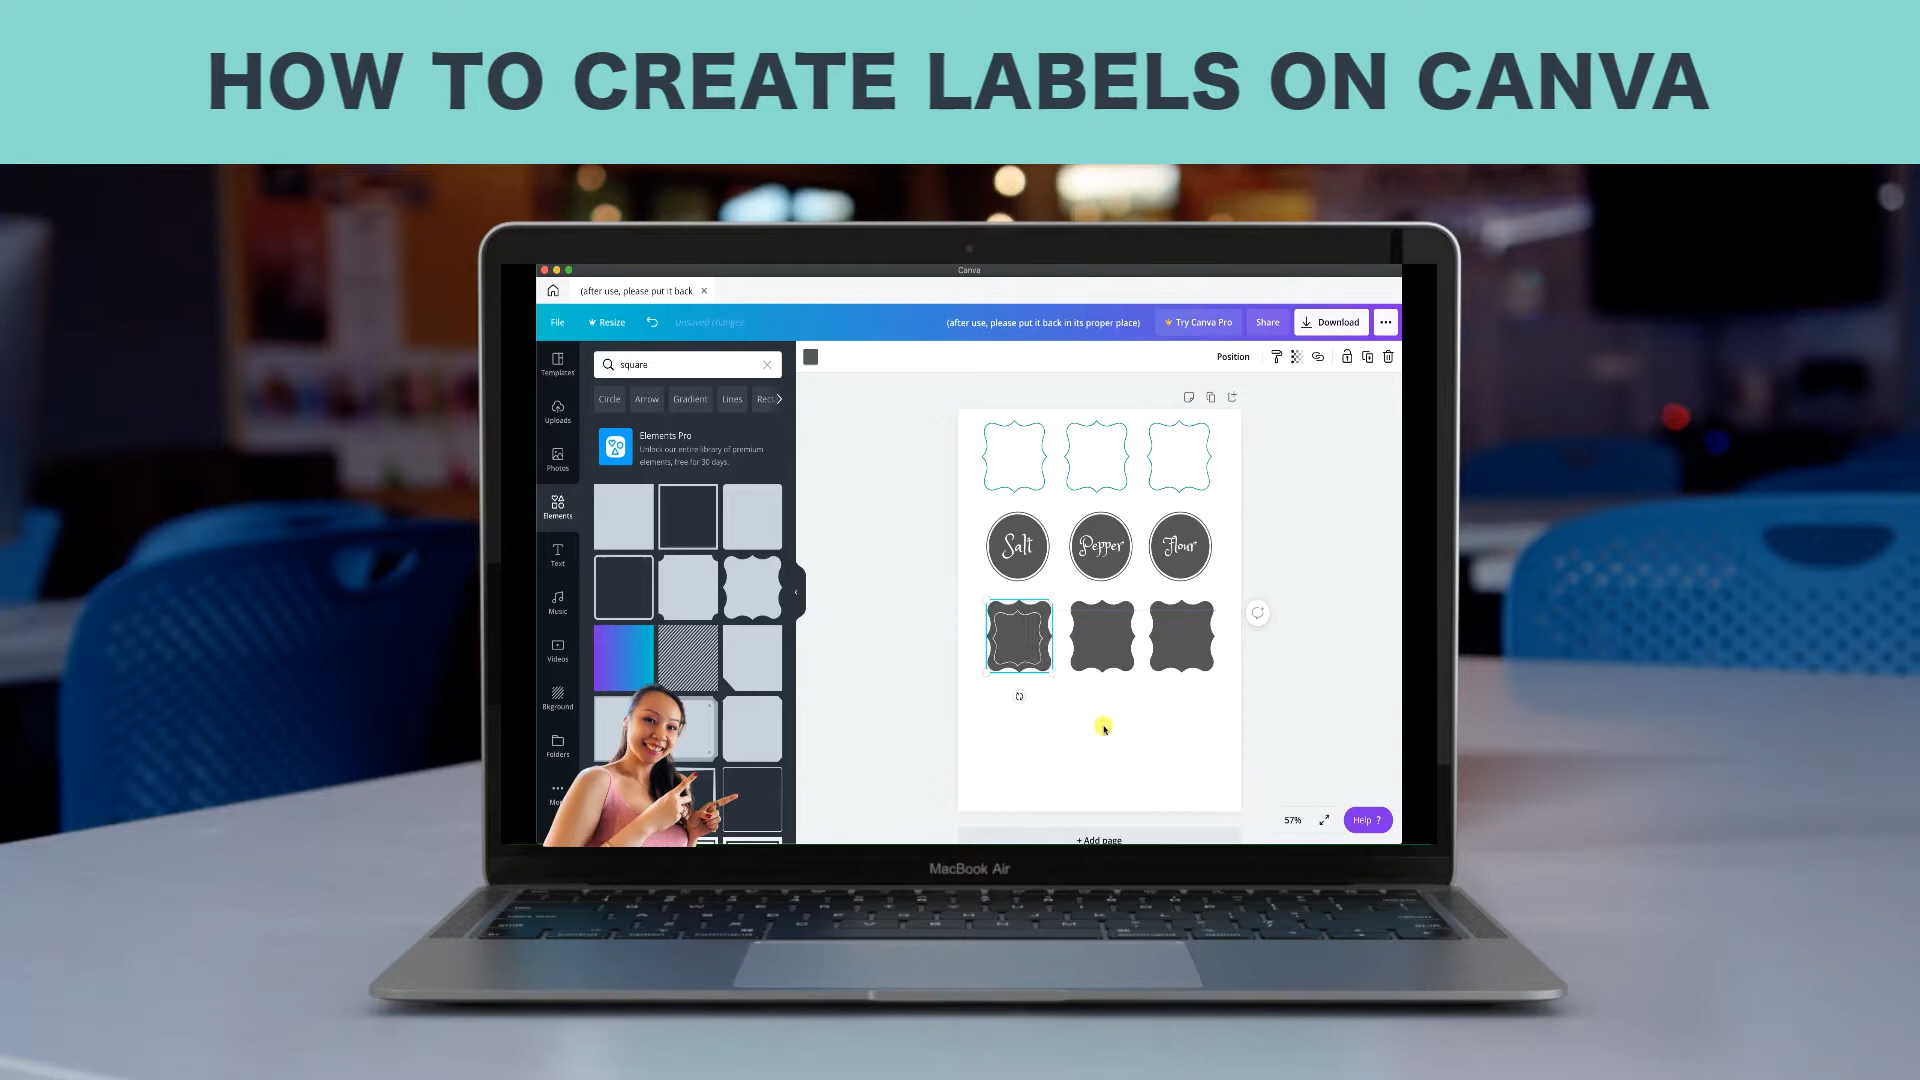 HOW TO CREATE LABELS ON CANVA
Canva
(after use, please put it back
File
Resize
unsaved changes
(after use, please put it back in its proper place)
Try Canva Pro
Share
Download
Templates
square
Position
Circle
Arrow
Gradient
Lines
Rect
Uploads
Elements Pro
Unlock our entire library of premium
elements, free for 30 days.
Photos
Elements
Text
Salt
Pepper
Flour
Music
Videos
Bkground
Folders
57%
Help ?
+ Add page
MacBook Air